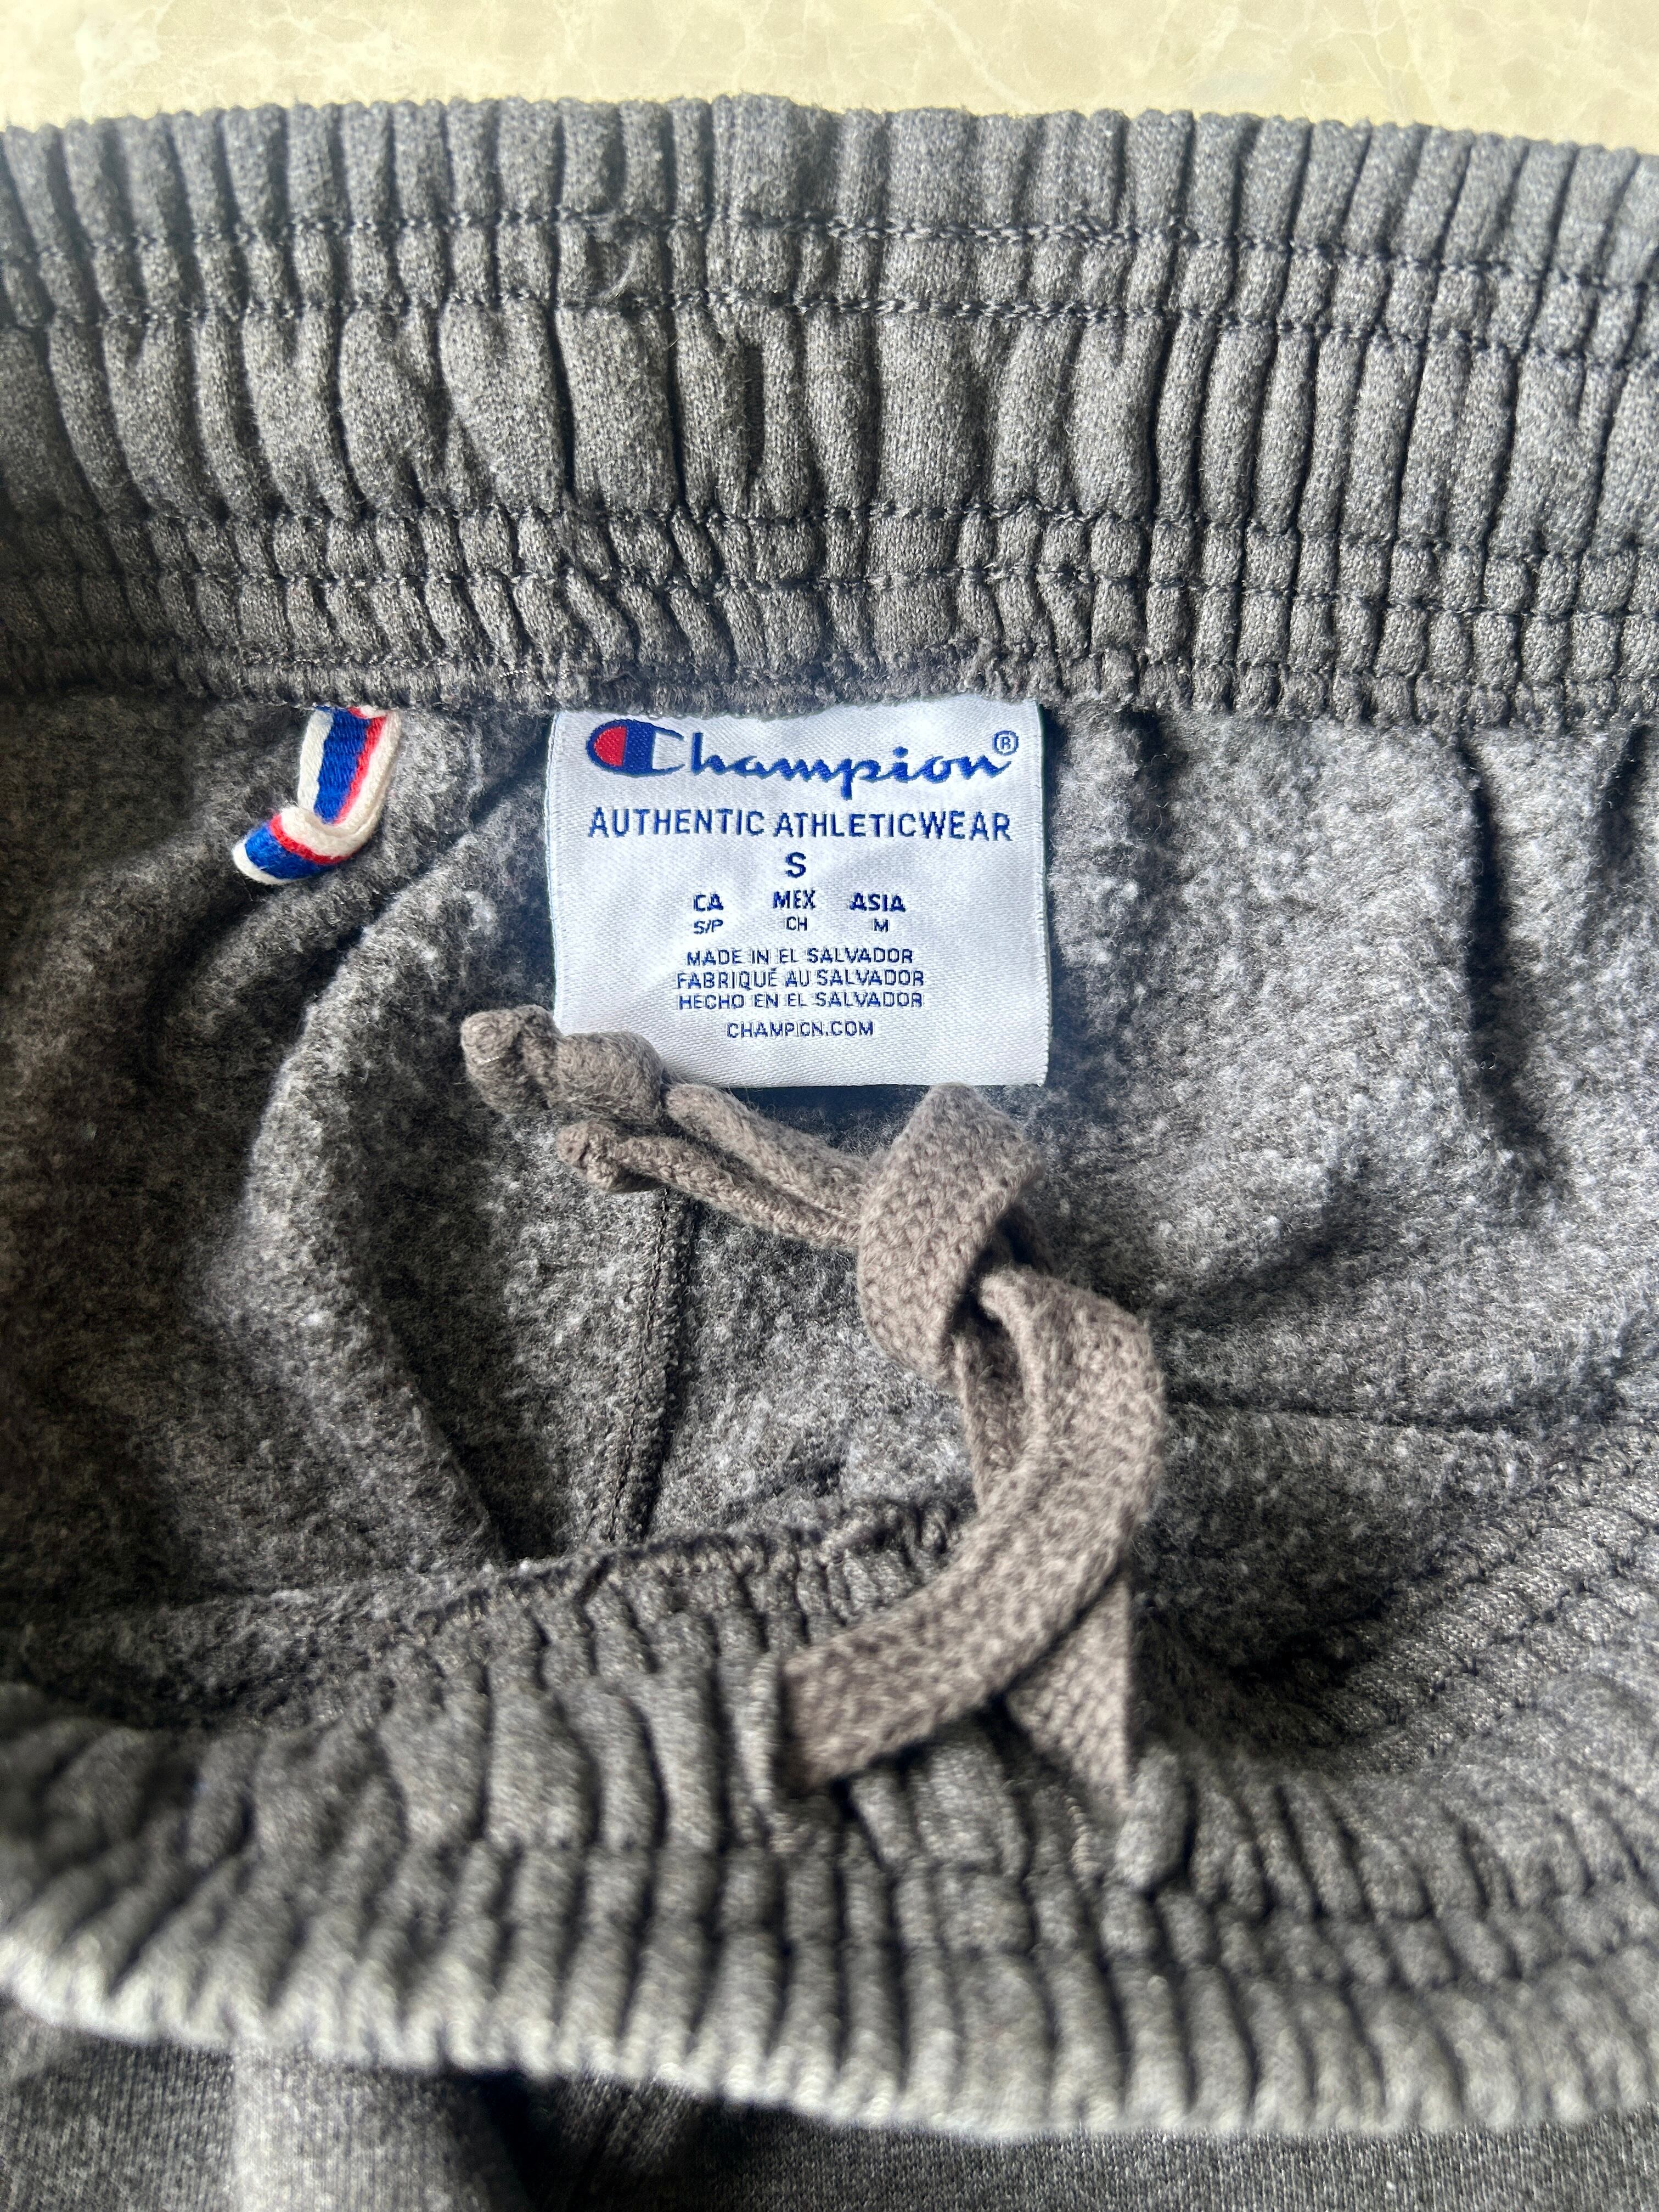 Champion®
AUTHENTIC ATHLETICWEAR
S
CA MEX ASIA
S/P CH M
MADE IN EL SALVADOR
FABRIQUÉ AU SALVADOR
HECHO EN EL SALVADOR
CHAMPION.COM